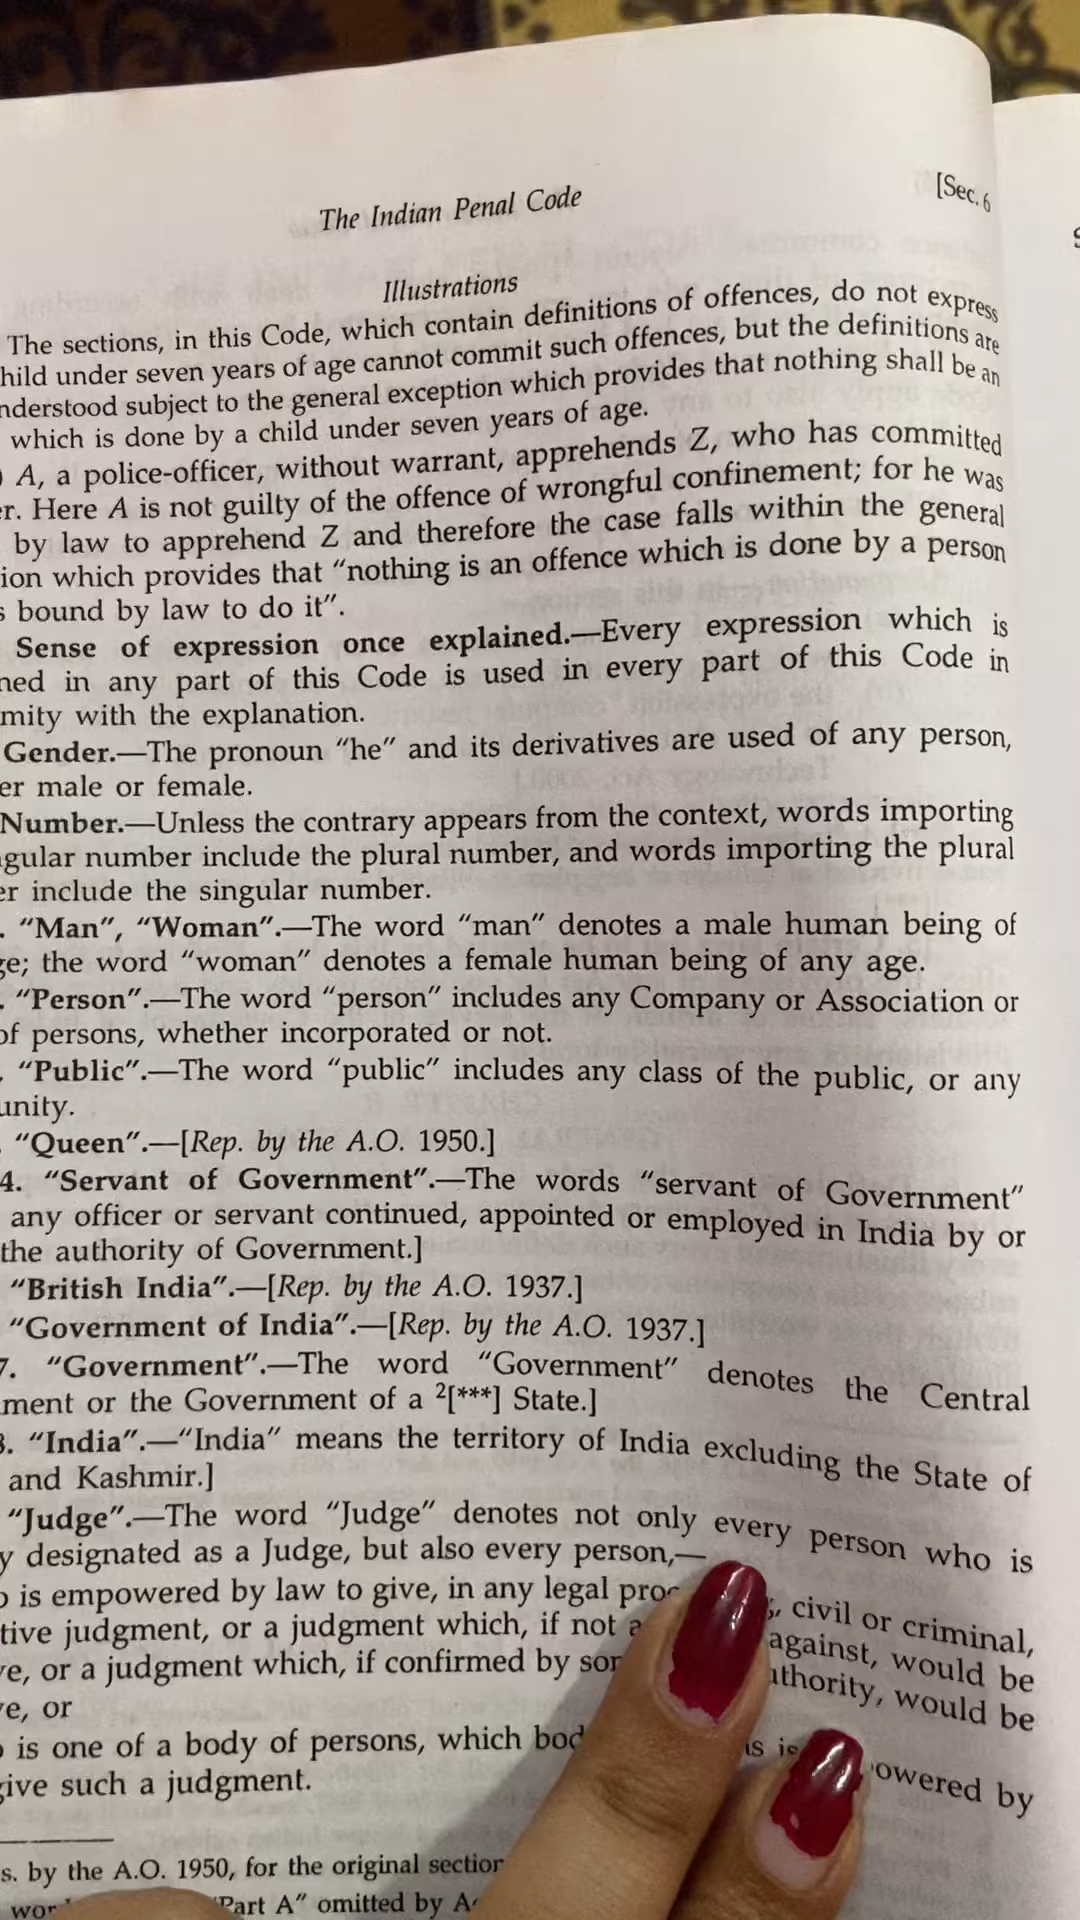 The Indian Penal Code
[Sec. 6
Illustrations
The sections, in this Code, which contain definitions of offences, do not express
hild under seven years of age cannot commit such offences, but the definitions are
nderstood subject to the general exception which provides that nothing shall be an
which is done by a child under seven years of age.
) A, a police-officer, without warrant, apprehends Z, who has committed
er. Here A is not guilty of the offence of wrongful confinement; for he was
by law to apprehend Z and therefore the case falls within the general
ion which provides that “nothing is an offence which is done by a person
s bound by law to do it”.
Sense of expression once explained.—Every expression which is
ned in any part of this Code is used in every part of this Code in
mity with the explanation.
Gender.—The pronoun “he” and its derivatives are used of any person,
er male or female.
Number.—Unless the contrary appears from the context, words importing
gular number include the plural number, and words importing the plural
er include the singular number.
. “Man”, “Woman”.—The word “man” denotes a male human being of
ge; the word “woman” denotes a female human being of any age.
. “Person”.—The word “person” includes any Company or Association or
of persons, whether incorporated or not.
. “Public”.—The word “public” includes any class of the public, or any
unity.
“Queen”.—[Rep. by the A.O. 1950.]
4. “Servant of Government”.—The words “servant of Government”
any officer or servant continued, appointed or employed in India by or
the authority of Government.]
“British India”.—[Rep. by the A.O. 1937.]
“Government of India”.—[Rep. by the A.O. 1937.]
7. “Government”.—The word “Government” denotes the Central
ment or the Government of a 2[***] State.]
8. “India”.—“India” means the territory of India excluding the State of
and Kashmir.]
“Judge”.—The word “Judge” denotes not only every person who is
y designated as a Judge, but also every person,—
o is empowered by law to give, in any legal proc , civil or criminal,
tive judgment, or a judgment which, if not a against, would be
ve, or a judgment which, if confirmed by som uthority, would be
ve, or
o is one of a body of persons, which bod is powered by
give such a judgment.
s. by the A.O. 1950, for the original section
wor “Part A” omitted by A